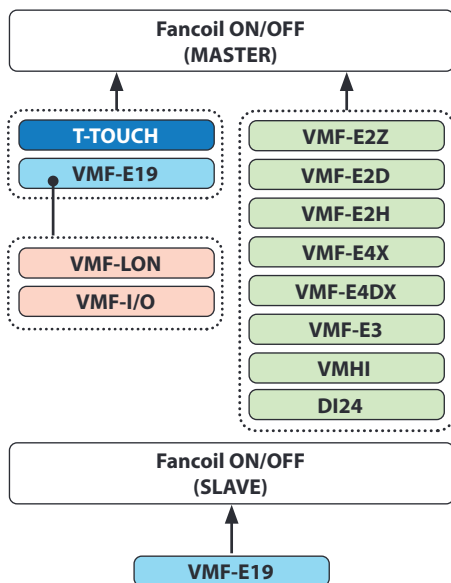 Fancoil ON/OFF
(MASTER)
T-TOUCH
VMF-E19
VMF-LON
VMF-I/O
VMF-E2Z
VMF-E2D
VMF-E2H
VMF-E4X
VMF-E4DX
VMF-E3
VMHI
DI24
Fancoil ON/OFF
(SLAVE)
VMF-E19